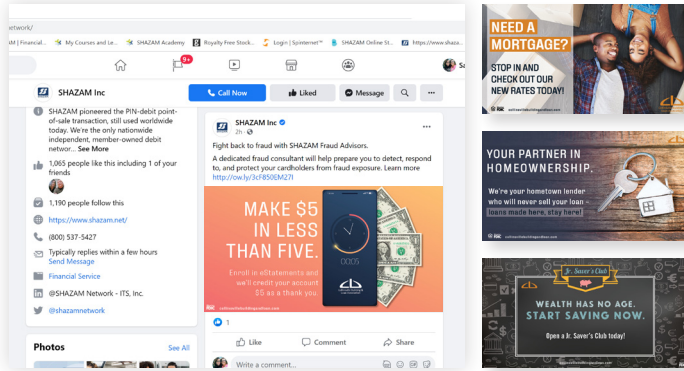 network/
AM | Financial...
My Courses and Le...
SHAZAM Academy
Royalty Free Stock...
Login | Spinternet™
SHAZAM Online St...
https://www.shaza...
9+
Sa
SHAZAM Inc
Call Now
Liked
Message
SHAZAM pioneered the PIN-debit point-
of-sale transaction, still used worldwide
today. We're the only nationwide
independent, member-owned debit
networ... See More
1,065 people like this including 1 of your
friends
1,190 people follow this
https://www.shazam.net/
(800) 537-5427
Typically replies within a few hours
Send Message
Financial Service
@SHAZAM Network - ITS, Inc.
@shazamnetwork
Photos
See All
SHAZAM Inc
2h
Fight back to fraud with SHAZAM Fraud Advisors.
A dedicated fraud consultant will help prepare you to detect, respond
to, and protect your cardholders from fraud exposure. Learn more
http://ow.ly/3cF850EM27I
MAKE $5
IN LESS
THAN FIVE.
Enroll in eStatements and
we'll credit your account
$5 as a thank you.
00:05
1
Like
Comment
Share
Write a comment...
NEED A
MORTGAGE?
STOP IN AND
CHECK OUT OUR
NEW RATES TODAY!
YOUR PARTNER IN
HOMEOWNERSHIP.
We're your hometown lender
who will never sell your loan -
loans made here, stay here!
Jr. Saver's Club
WEALTH HAS NO AGE.
START SAVING NOW.
Open a Jr. Saver's Club today!